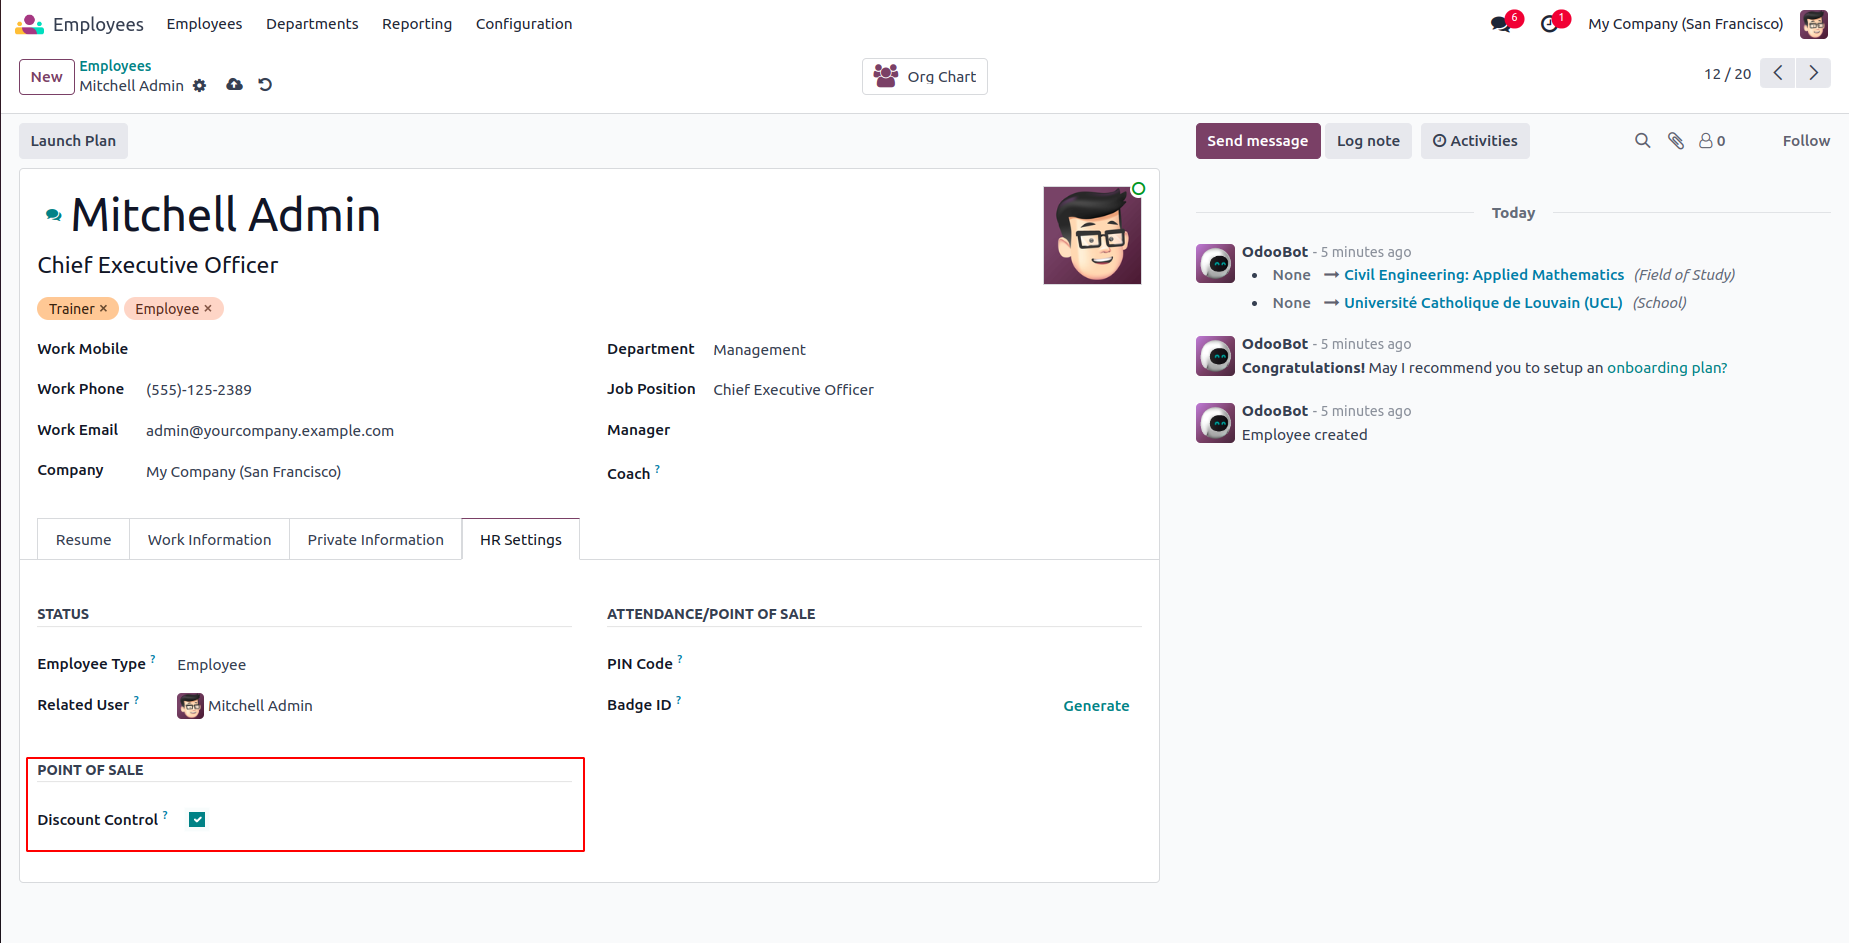 Employees Employees Departments Reporting Configuration 6 1 My Company (San Francisco)
New Employees
Mitchell Admin
Org Chart
12 / 20
Launch Plan
Send message Log note Activities 0 Follow
Mitchell Admin
Chief Executive Officer
Trainer × Employee ×
Work Mobile
Work Phone (555)-125-2389
Work Email admin@yourcompany.example.com
Company My Company (San Francisco)
Department Management
Job Position Chief Executive Officer
Manager
Coach ?
Resume Work Information Private Information HR Settings
STATUS
Employee Type ? Employee
Related User ? Mitchell Admin
ATTENDANCE/POINT OF SALE
PIN Code ?
Badge ID ? Generate
POINT OF SALE
Discount Control ?
Today
OdooBot - 5 minutes ago
• None → Civil Engineering: Applied Mathematics (Field of Study)
• None → Université Catholique de Louvain (UCL) (School)
OdooBot - 5 minutes ago
Congratulations! May I recommend you to setup an onboarding plan?
OdooBot - 5 minutes ago
Employee created